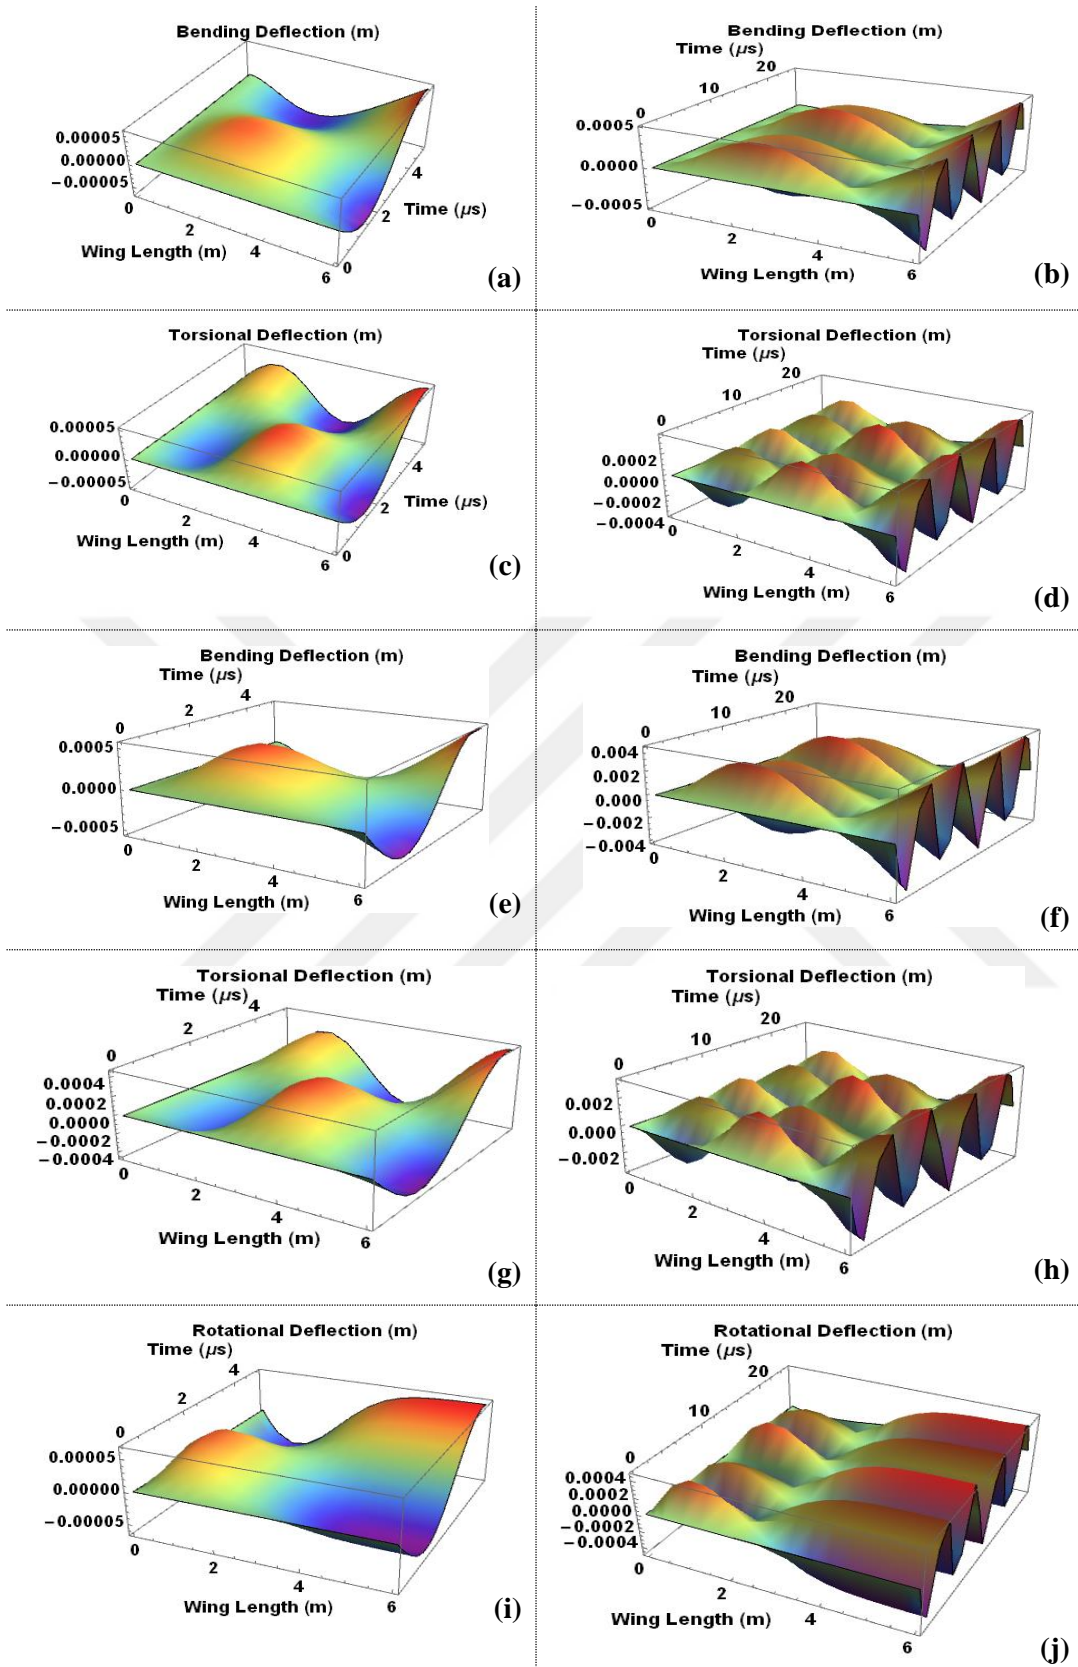 Bending Deflection (m)
0.00005
0.00000
−0.00005
0
2
4
6
Wing Length (m)
0
2
4
Time (µs)
(a)
Bending Deflection (m)
Time (µs)
20
10
0
0.0005
0.0000
−0.0005
0
2
4
6
Wing Length (m)
(b)
Torsional Deflection (m)
0.00005
0.00000
−0.00005
0
2
4
6
Wing Length (m)
0
2
4
Time (µs)
(c)
Torsional Deflection (m)
Time (µs)
20
10
0
0.0002
0.0000
−0.0002
−0.0004
0
2
4
6
Wing Length (m)
(d)
Bending Deflection (m)
Time (µs)
4
2
0
0.0005
0.0000
−0.0005
0
2
4
6
Wing Length (m)
(e)
Bending Deflection (m)
Time (µs)
20
10
0
0.004
0.002
0.000
−0.002
−0.004
0
2
4
6
Wing Length (m)
(f)
Torsional Deflection (m)
Time (µs)
4
2
0
0.0004
0.0002
0.0000
−0.0002
−0.0004
0
2
4
6
Wing Length (m)
(g)
Torsional Deflection (m)
Time (µs)
20
10
0
0.002
0.000
−0.002
0
2
4
6
Wing Length (m)
(h)
Rotational Deflection (m)
Time (µs)
4
2
0
0.00005
0.00000
−0.00005
0
2
4
6
Wing Length (m)
(i)
Rotational Deflection (m)
Time (µs)
20
10
0
0.0004
0.0002
0.0000
−0.0002
−0.0004
0
2
4
6
Wing Length (m)
(j)